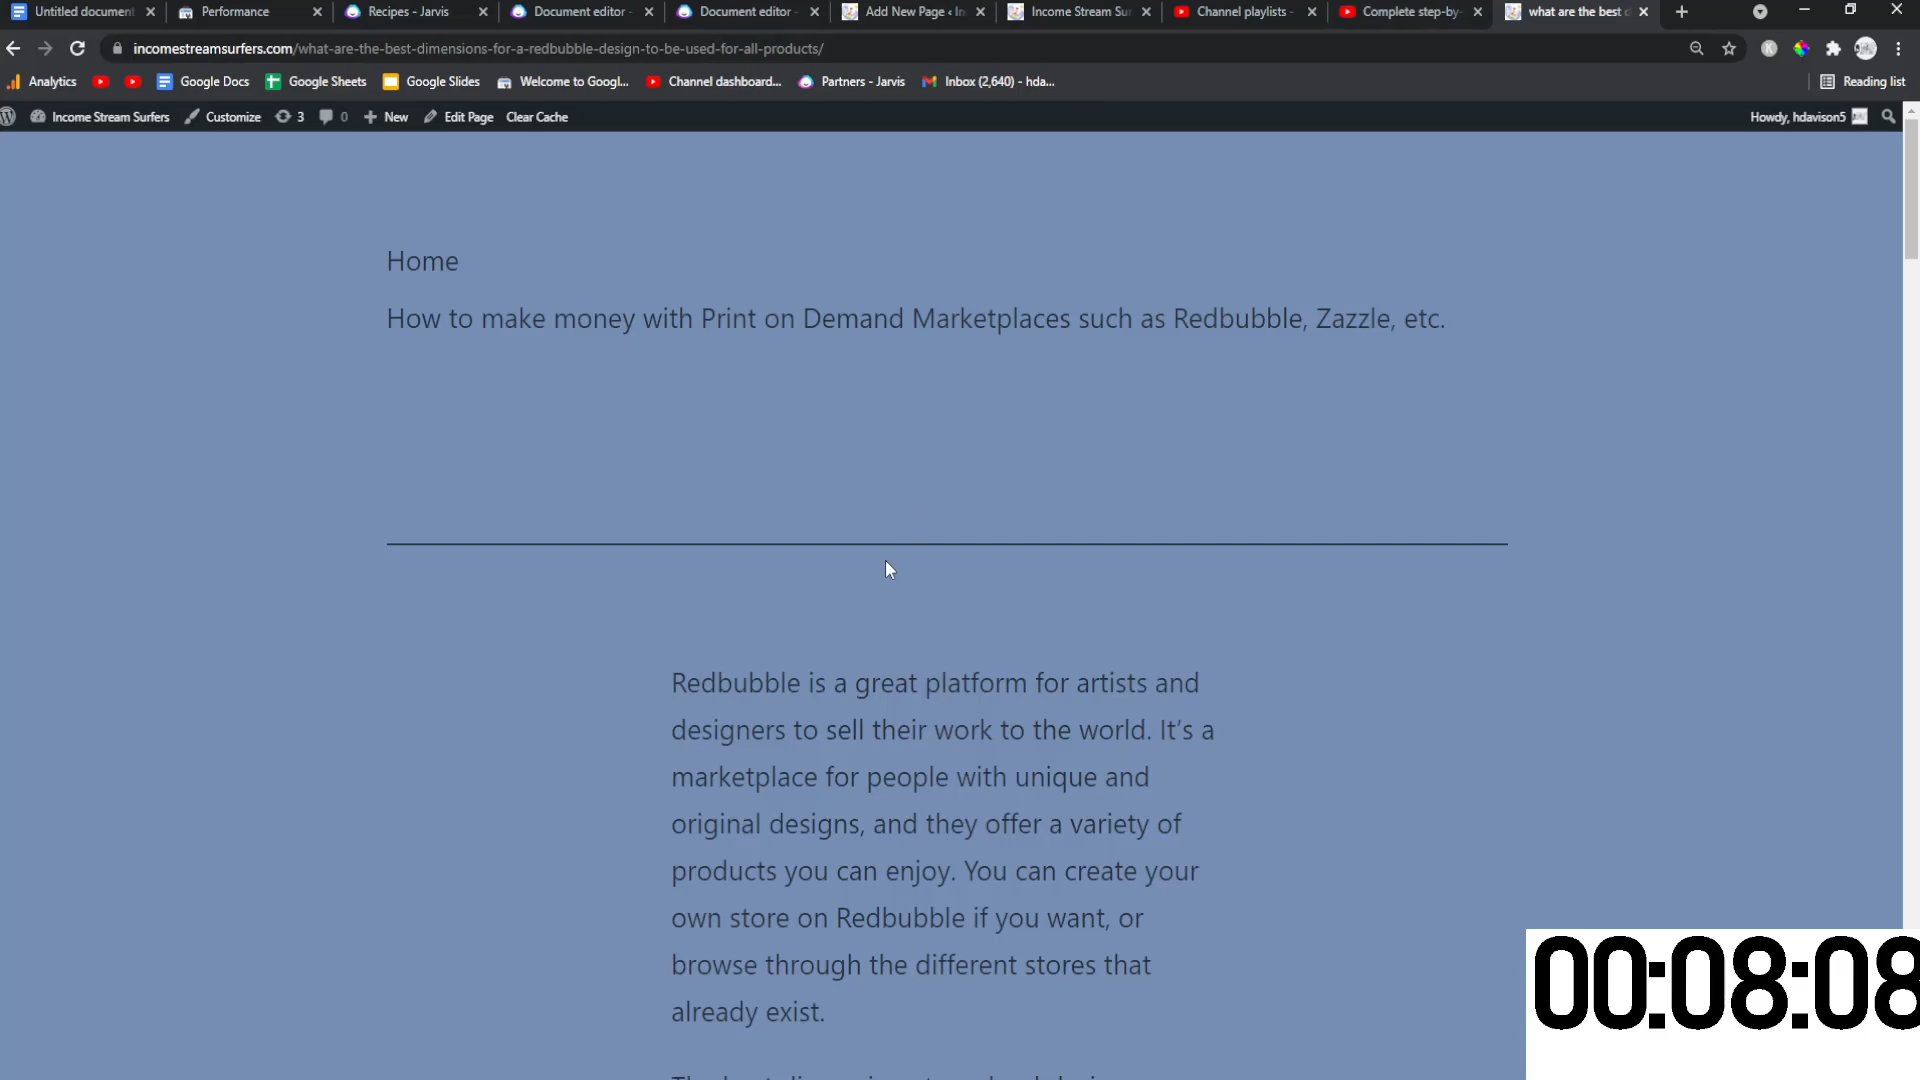 Untitled document
Performance
Recipes - Jarvis
Document editor -
Document editor -
Add New Page ‹ In
Income Stream Sur
Channel playlists -
Complete step-by-
what are the best d
incomestreamsurfers.com/what-are-the-best-dimensions-for-a-redbubble-design-to-be-used-for-all-products/
Analytics
Google Docs
Google Sheets
Google Slides
Welcome to Googl...
Channel dashboard...
Partners - Jarvis
Inbox (2,640) - hda...
Reading list
Income Stream Surfers
Customize
3
0
New
Edit Page
Clear Cache
Howdy, hdavison5
Home
How to make money with Print on Demand Marketplaces such as Redbubble, Zazzle, etc.
Redbubble is a great platform for artists and
designers to sell their work to the world. It's a
marketplace for people with unique and
original designs, and they offer a variety of
products you can enjoy. You can create your
own store on Redbubble if you want, or
browse through the different stores that
already exist.
00:08:08